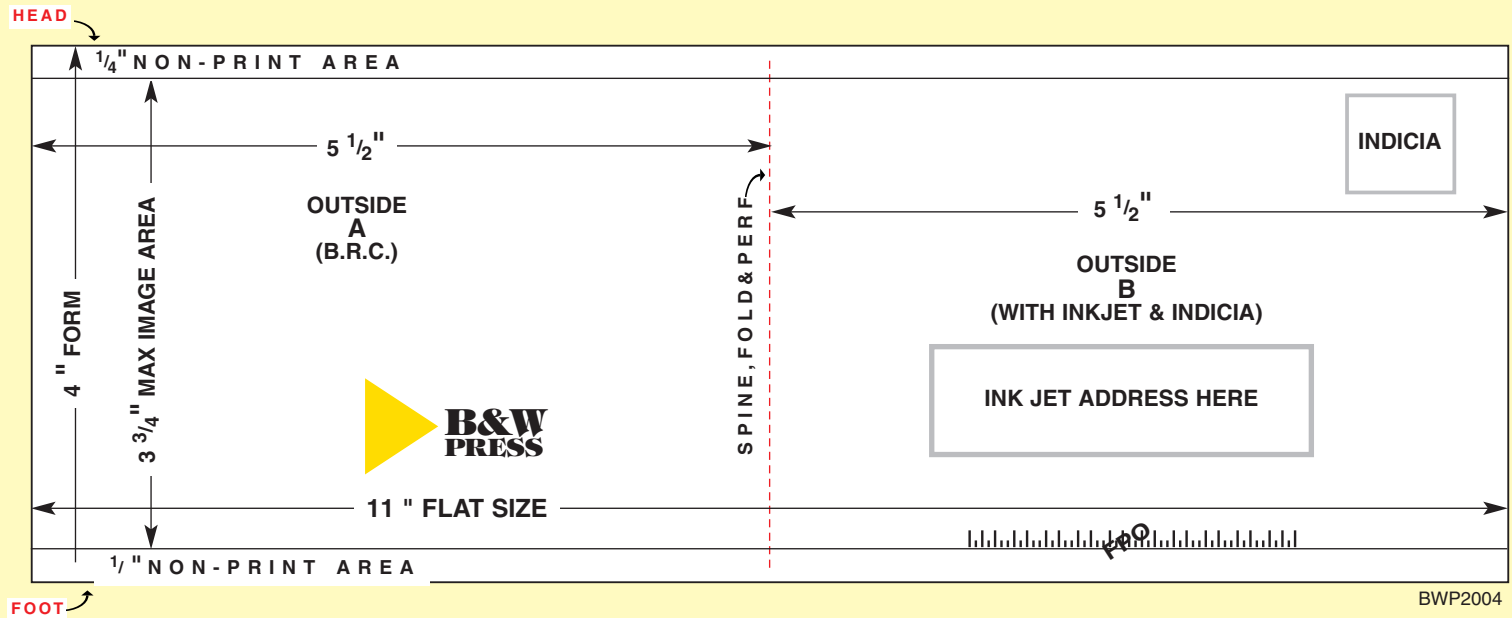 HEAD
1/4" NON-PRINT AREA
5 1/2"
INDICIA
OUTSIDE
A
(B.R.C.)
4 " FORM
3 3/4" MAX IMAGE AREA
SPINE, FOLD & PERF
5 1/2"
OUTSIDE
B
(WITH INKJET & INDICIA)
INK JET ADDRESS HERE
B&W
PRESS
11 " FLAT SIZE
FPO
1/ " NON-PRINT AREA
FOOT
BWP2004